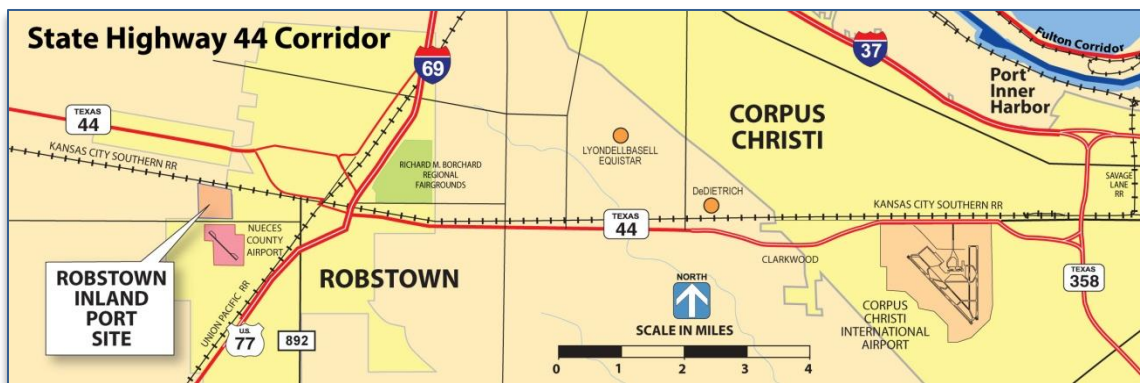 State Highway 44 Corridor
TEXAS
44
KANSAS CITY SOUTHERN RR
69
RICHARD M. BORCHARD
REGIONAL
FAIRGROUNDS
NUECES
COUNTY
AIRPORT
ROBSTOWN
INLAND
PORT
SITE
UNION PACIFIC RR
U.S.
77
892
ROBSTOWN
LYONDELLBASELL
EQUISTAR
DeDIETRICH
CORPUS
CHRISTI
37
Port
Inner
Harbor
Fulton Corridor
SAVAGE
LANE
RR
KANSAS CITY SOUTHERN RR
TEXAS
44
CLARKWOOD
CORPUS
CHRISTI
INTERNATIONAL
AIRPORT
TEXAS
358
NORTH
SCALE IN MILES
0 1 2 3 4